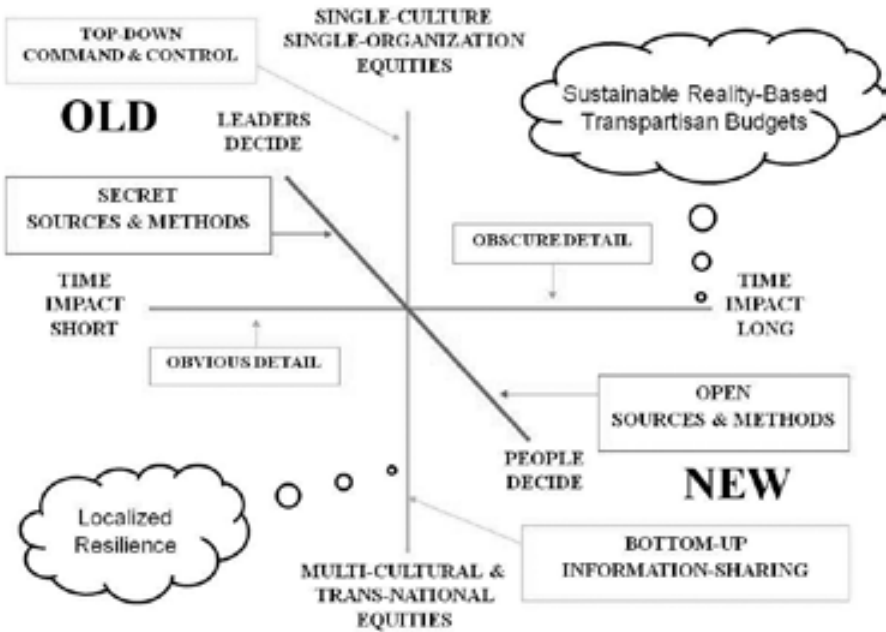 TOP-DOWN
COMMAND & CONTROL
SINGLE-CULTURE
SINGLE-ORGANIZATION
EQUITIES
OLD
LEADERS
DECIDE
Sustainable Reality-Based
Transpartisan Budgets
SECRET
SOURCES & METHODS
OBSCURE DETAIL
TIME
IMPACT
SHORT
TIME
IMPACT
LONG
OBVIOUS DETAIL
OPEN
SOURCES & METHODS
PEOPLE
DECIDE
NEW
Localized
Resilience
BOTTOM-UP
INFORMATION-SHARING
MULTI-CULTURAL &
TRANS-NATIONAL
EQUITIES